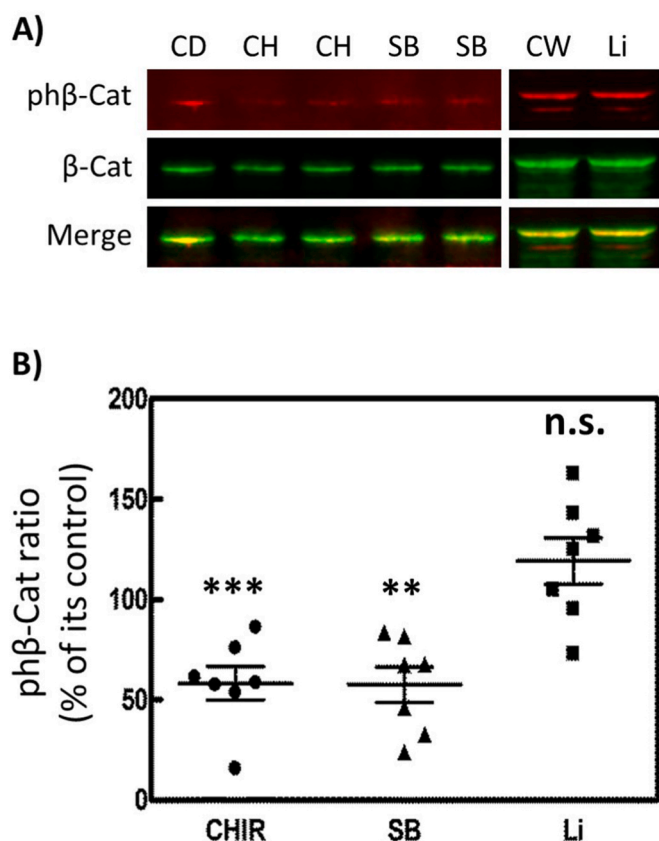 A)
CD CH CH SB SB CW Li
phβ-Cat
β-Cat
Merge
B)
phβ-Cat ratio
(% of its control)
200
150
100
50
0
*** ** n.s.
CHIR SB Li